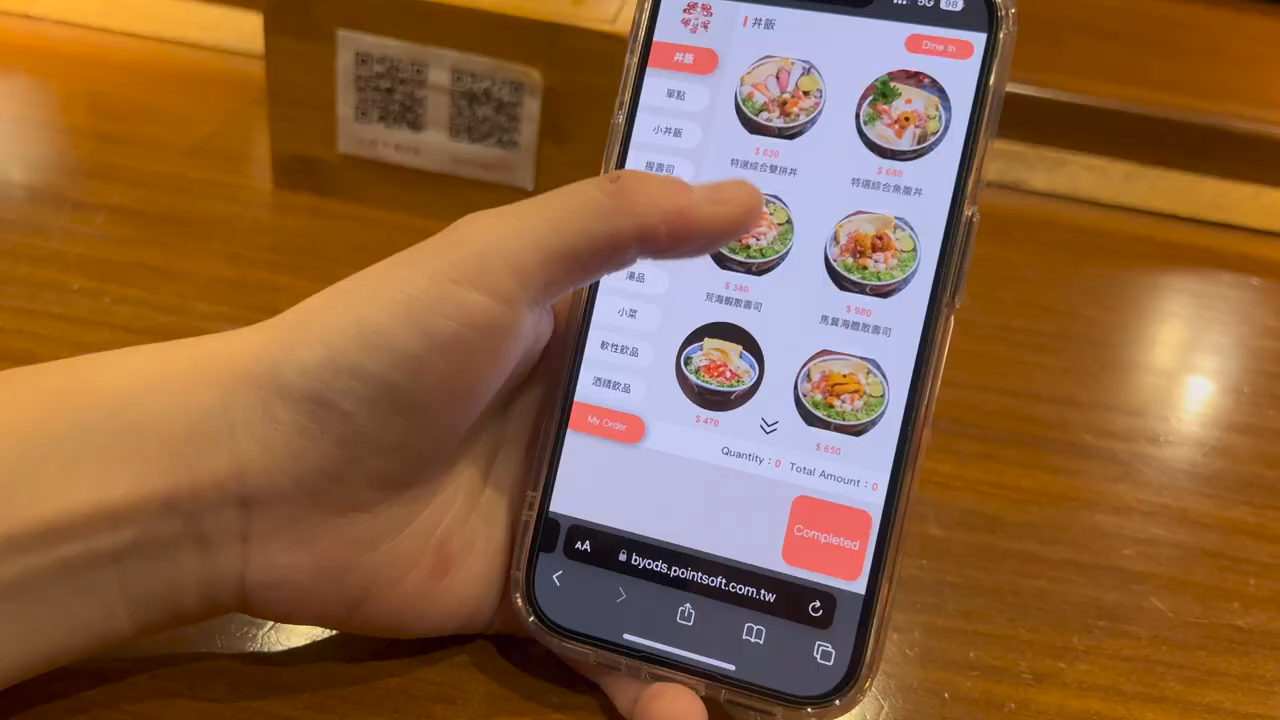 5G 98
丼飯
Dine In
丼飯
單點
小丼飯
握壽司
湯品
小菜
軟性飲品
酒精飲品
My Order
$ 630
特選綜合雙拼丼
$ 680
特選綜合魚腹丼
$ 380
荒海蝦散壽司
$ 980
馬糞海膽散壽司
$ 470
$ 650
Quantity：0 Total Amount：0
Completed
AA byods.pointsoft.com.tw